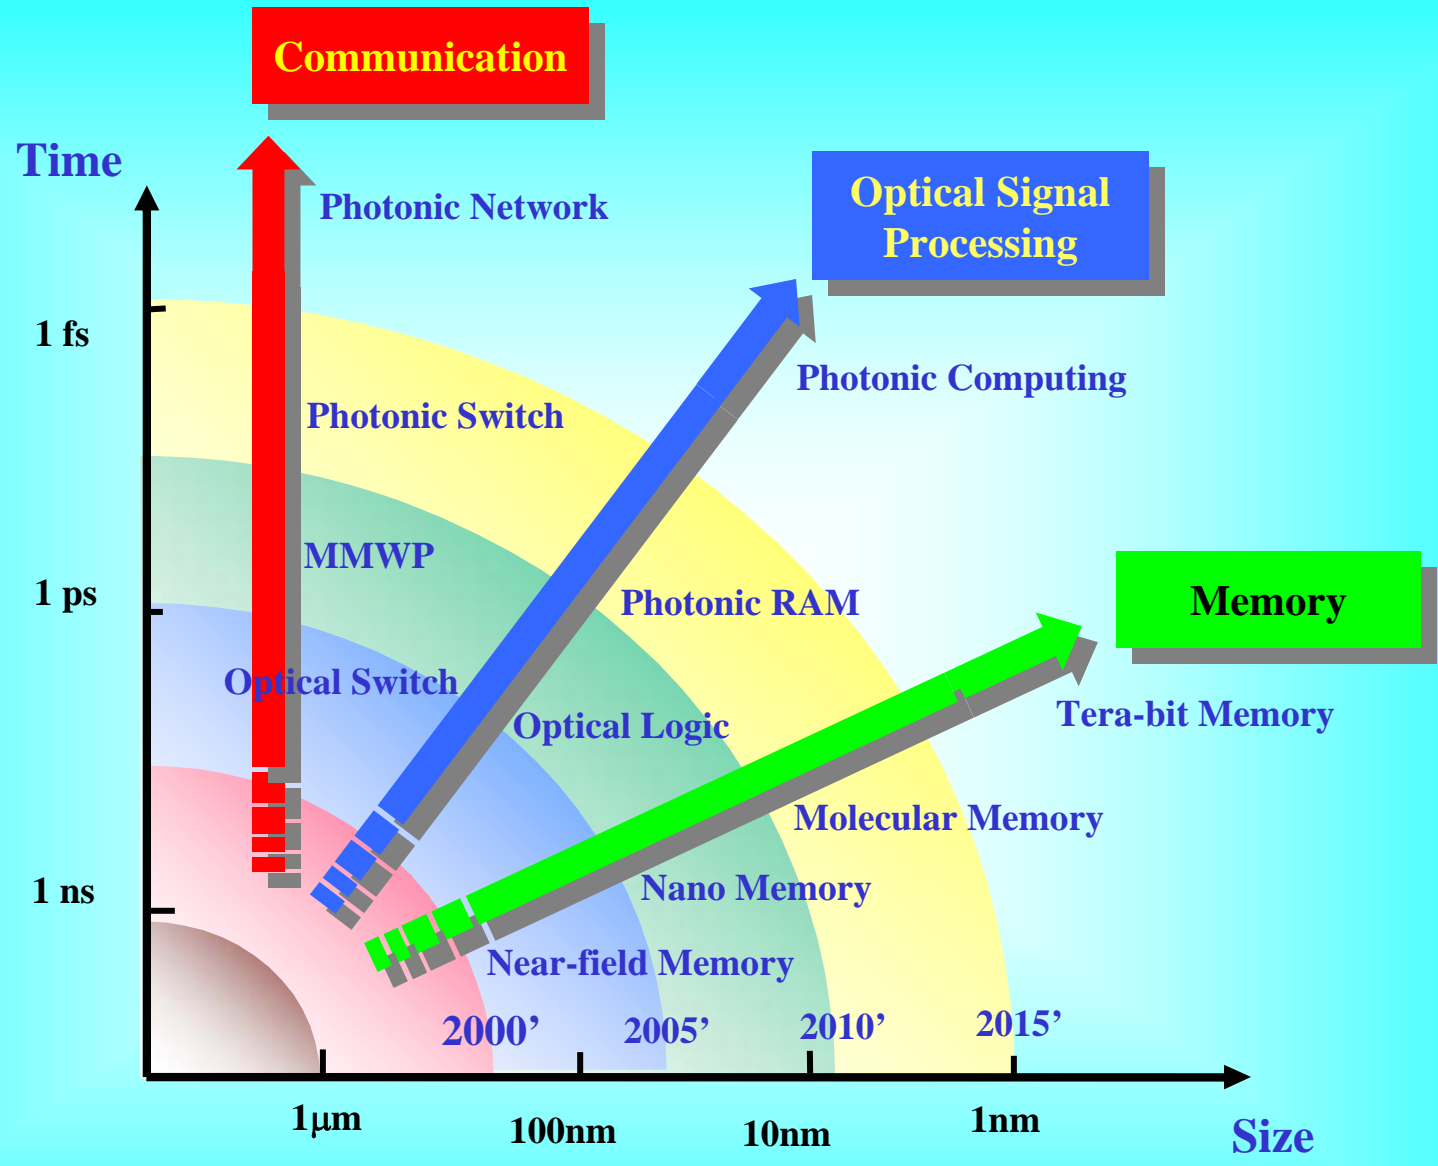 Communication
Time
Optical Signal
Processing
Photonic Network
1 fs
Photonic Computing
Photonic Switch
MMWP
1 ps
Photonic RAM
Memory
Optical Switch
Optical Logic
Tera-bit Memory
Molecular Memory
1 ns
Nano Memory
Near-field Memory
2000’
2005’
2010’
2015’
1μm
100nm
10nm
1nm
Size